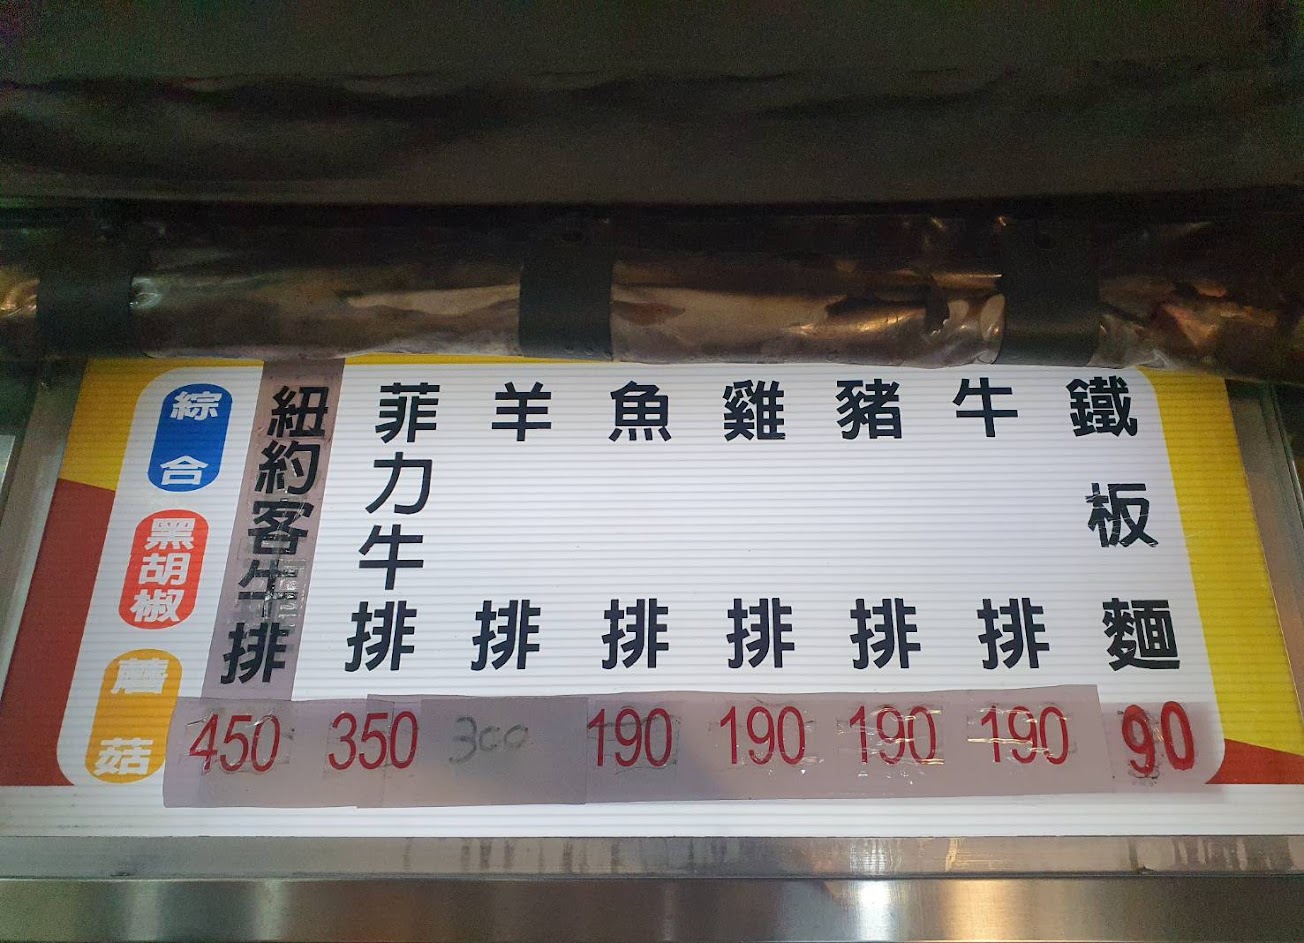 鐵板麵
90
牛排
190
豬排
190
雞排
190
魚排
190
羊排
300
菲力牛排
350
紐約客牛排
450
綜合
黑胡椒
蘑菇